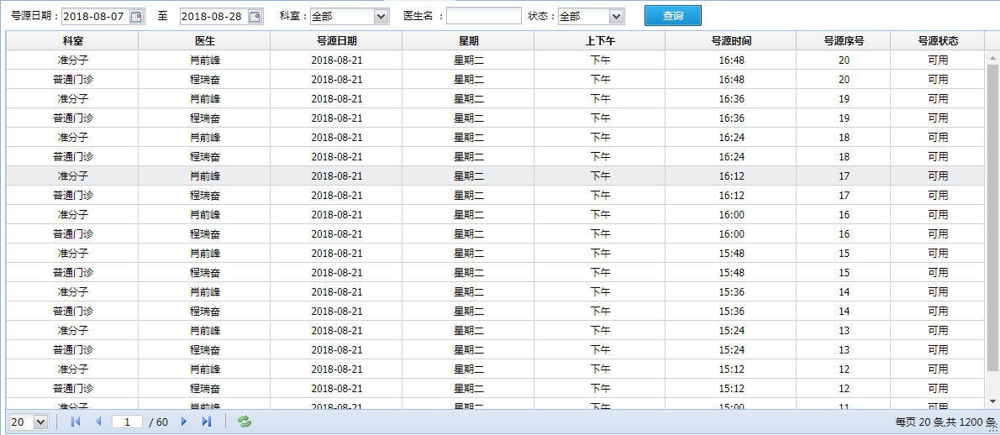 号源日期：2018-08-07 至 2018-08-28 科室：全部 医生名 ： 状态：全部 查询
科室 医生 号源日期 星期 上下午 号源时间 号源序号 号源状态
准分子 肖前峰 2018-08-21 星期二 下午 16:48 20 可用
普通门诊 程瑞奋 2018-08-21 星期二 下午 16:48 20 可用
准分子 肖前峰 2018-08-21 星期二 下午 16:36 19 可用
普通门诊 程瑞奋 2018-08-21 星期二 下午 16:36 19 可用
准分子 肖前峰 2018-08-21 星期二 下午 16:24 18 可用
普通门诊 程瑞奋 2018-08-21 星期二 下午 16:24 18 可用
准分子 肖前峰 2018-08-21 星期二 下午 16:12 17 可用
普通门诊 程瑞奋 2018-08-21 星期二 下午 16:12 17 可用
准分子 肖前峰 2018-08-21 星期二 下午 16:00 16 可用
普通门诊 程瑞奋 2018-08-21 星期二 下午 16:00 16 可用
准分子 肖前峰 2018-08-21 星期二 下午 15:48 15 可用
普通门诊 程瑞奋 2018-08-21 星期二 下午 15:48 15 可用
准分子 肖前峰 2018-08-21 星期二 下午 15:36 14 可用
普通门诊 程瑞奋 2018-08-21 星期二 下午 15:36 14 可用
准分子 肖前峰 2018-08-21 星期二 下午 15:24 13 可用
普通门诊 程瑞奋 2018-08-21 星期二 下午 15:24 13 可用
准分子 肖前峰 2018-08-21 星期二 下午 15:12 12 可用
普通门诊 程瑞奋 2018-08-21 星期二 下午 15:12 12 可用
准分子 肖前峰 2018-08-21 星期二 下午 15:00 11 可用
20 1 / 60 每页 20 条,共 1200 条